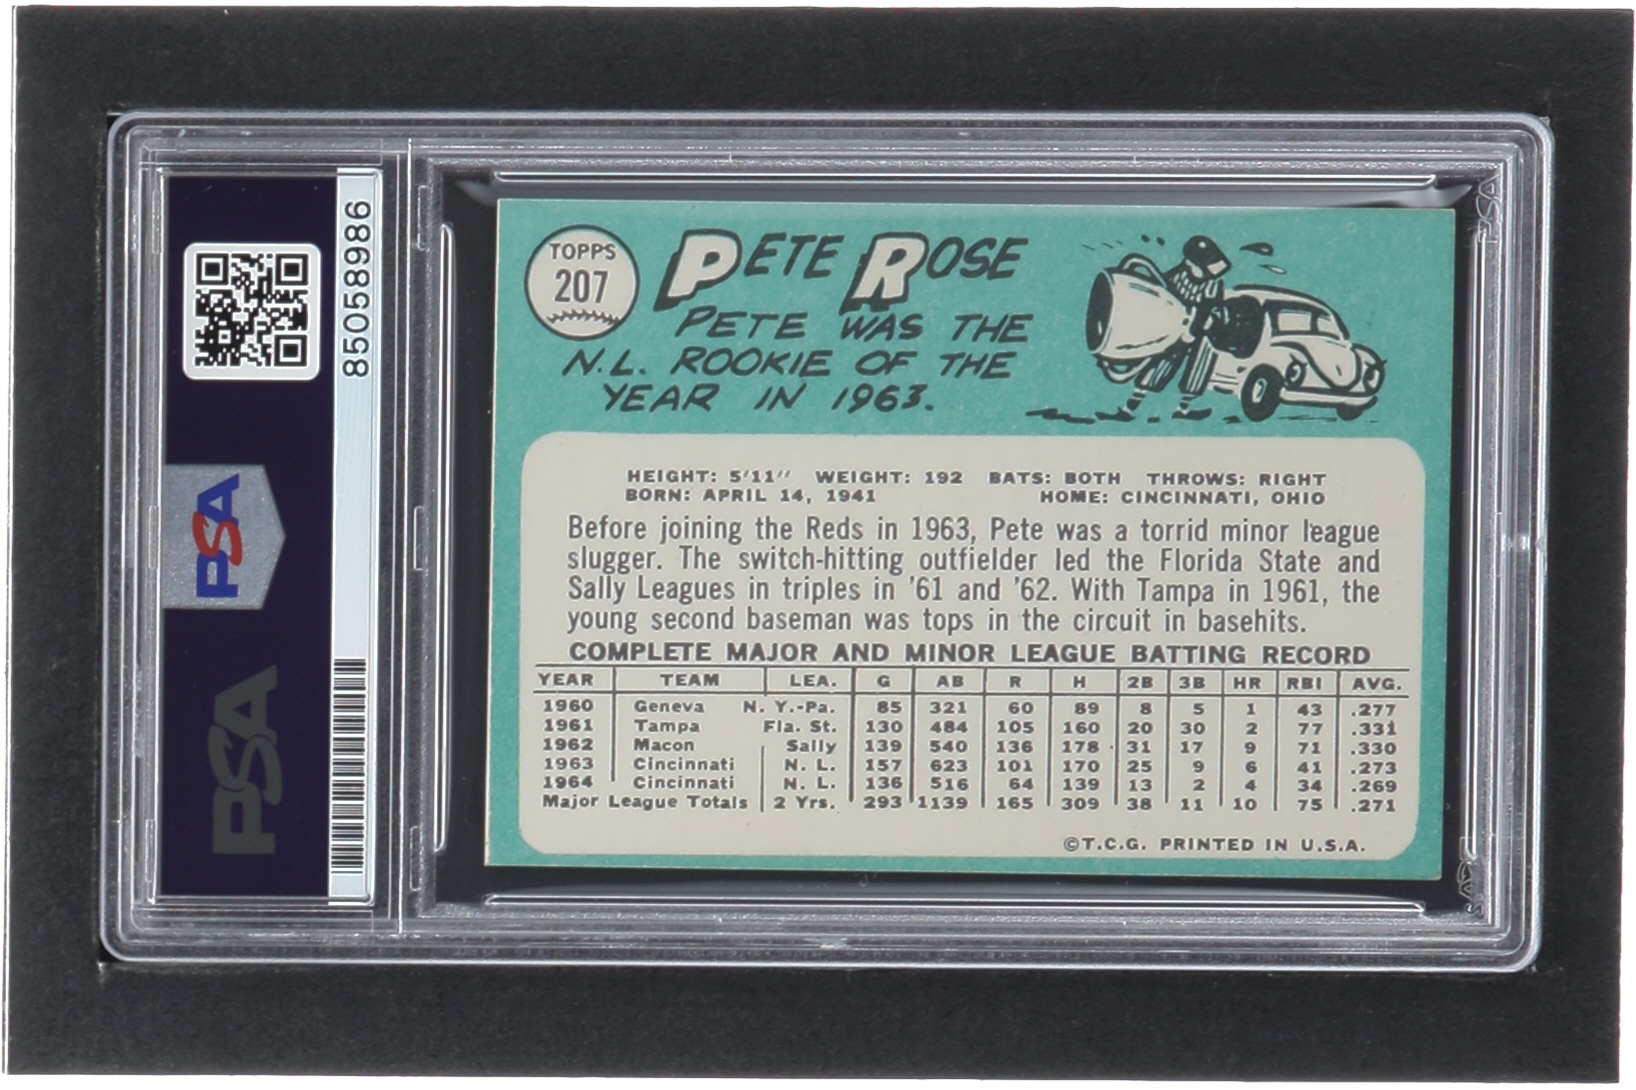 85058986
PSA
PSA
TOPPS
207
PETE ROSE
PETE WAS THE
N.L. ROOKIE OF THE
YEAR IN 1963.
HEIGHT: 5'11" WEIGHT: 192 BATS: BOTH THROWS: RIGHT
BORN: APRIL 14, 1941 HOME: CINCINNATI, OHIO
Before joining the Reds in 1963, Pete was a torrid minor league
slugger. The switch-hitting outfielder led the Florida State and
Sally Leagues in triples in '61 and '62. With Tampa in 1961, the
young second baseman was tops in the circuit in basehits.
COMPLETE MAJOR AND MINOR LEAGUE BATTING RECORD
YEAR TEAM LEA. G AB R H 2B 3B HR RBI AVG.
1960 Geneva N. Y.-Pa. 85 321 60 89 8 5 1 43 .277
1961 Tampa Fla. St. 130 484 105 160 20 30 2 77 .331
1962 Macon Sally 139 540 136 178 31 17 9 71 .330
1963 Cincinnati N. L. 157 623 101 170 25 9 6 41 .273
1964 Cincinnati N. L. 136 516 64 139 13 2 4 34 .269
Major League Totals 2 Yrs. 293 1139 165 309 38 11 10 75 .271
©T.C.G. PRINTED IN U.S.A.
PSA
PSA